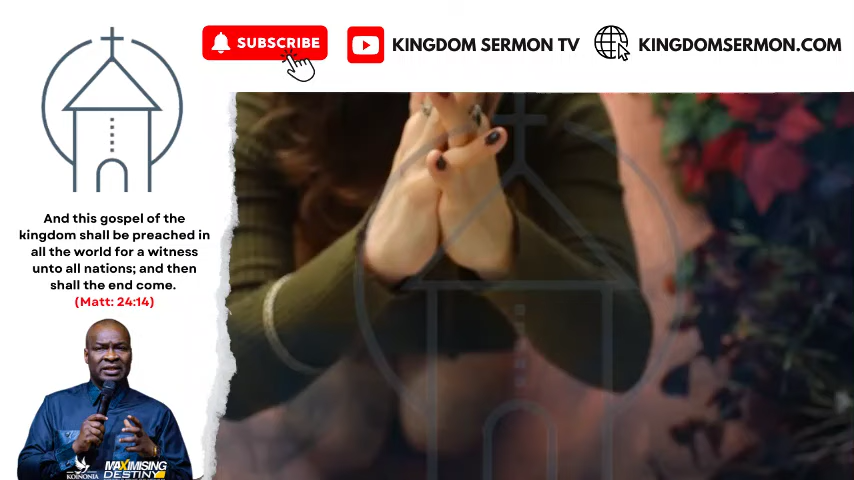 SUBSCRIBE
KINGDOM SERMON TV
KINGDOMSERMON.COM
And this gospel of the
kingdom shall be preached in
all the world for a witness
unto all nations; and then
shall the end come.
(Matt: 24:14)
KOINONIA
MAXIMISING
DESTINY